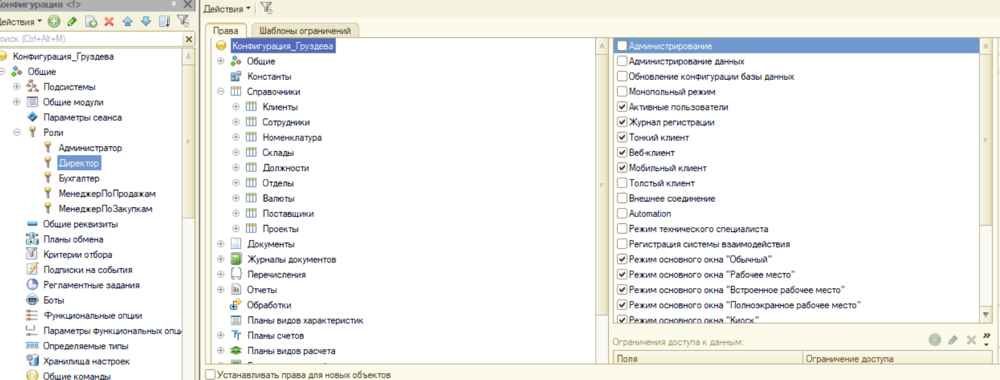 Конфигурация <!>
Действия
Поиск (Ctrl+Alt+M)
Конфигурация_Груздева
Общие
Подсистемы
Общие модули
Параметры сеанса
Роли
Администратор
Директор
Бухгалтер
МенеджерПоПродажам
МенеджерПоЗакупкам
Общие реквизиты
Планы обмена
Критерии отбора
Подписки на события
Регламентные задания
Боты
Функциональные опции
Параметры функциональных опци
Определяемые типы
Хранилища настроек
Общие команды
Действия
Права
Шаблоны ограничений
Конфигурация_Груздева
Общие
Константы
Справочники
Клиенты
Сотрудники
Номенклатура
Склады
Должности
Отделы
Валюты
Поставщики
Проекты
Документы
Журналы документов
Перечисления
Отчеты
Обработки
Планы видов характеристик
Планы счетов
Планы видов расчета
Администрирование
Администрирование данных
Обновление конфигурации базы данных
Монопольный режим
Активные пользователи
Журнал регистрации
Тонкий клиент
Веб-клиент
Мобильный клиент
Толстый клиент
Внешнее соединение
Automation
Режим технического специалиста
Регистрация системы взаимодействия
Режим основного окна "Обычный"
Режим основного окна "Рабочее место"
Режим основного окна "Встроенное рабочее место"
Режим основного окна "Полноэкранное рабочее место"
Режим основного окна "Киоск"
Ограничения доступа к данным:
Поля
Ограничение доступа
Устанавливать права для новых объектов